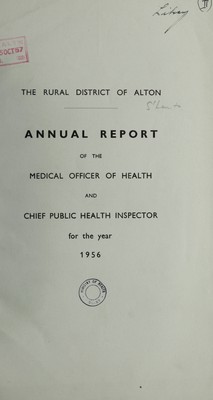 Library
THE RURAL DISTRICT OF ALTON
ANNUAL REPORT
OF THE
MEDICAL OFFICER OF HEALTH
AND
CHIEF PUBLIC HEALTH INSPECTOR
for the year
1956